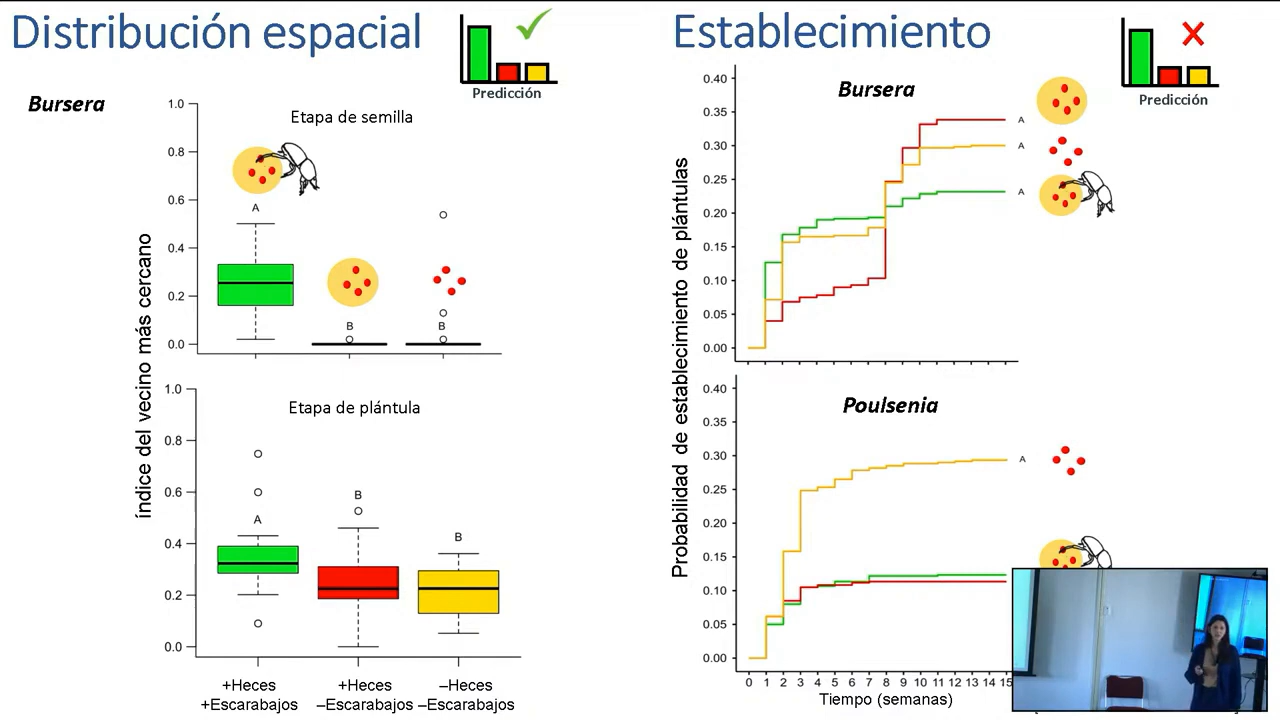 Distribución espacial
Predicción
Bursera
Etapa de semilla
índice del vecino más cercano
1.0
0.8
0.6
0.4
0.2
0.0
A
B
B
Etapa de plántula
1.0
0.8
0.6
0.4
0.2
0.0
A
B
B
+Heces
+Escarabajos
+Heces
–Escarabajos
–Heces
–Escarabajos
Establecimiento
Predicción
Probabilidad de establecimiento de plántulas
Bursera
0.40
0.35
0.30
0.25
0.20
0.15
0.10
0.05
0.00
A
A
A
Poulsenia
0.40
0.35
0.30
0.25
0.20
0.15
0.10
0.05
0.00
A
0 1 2 3 4 5 6 7 8 9 10 11 12 13 14 15
Tiempo (semanas)